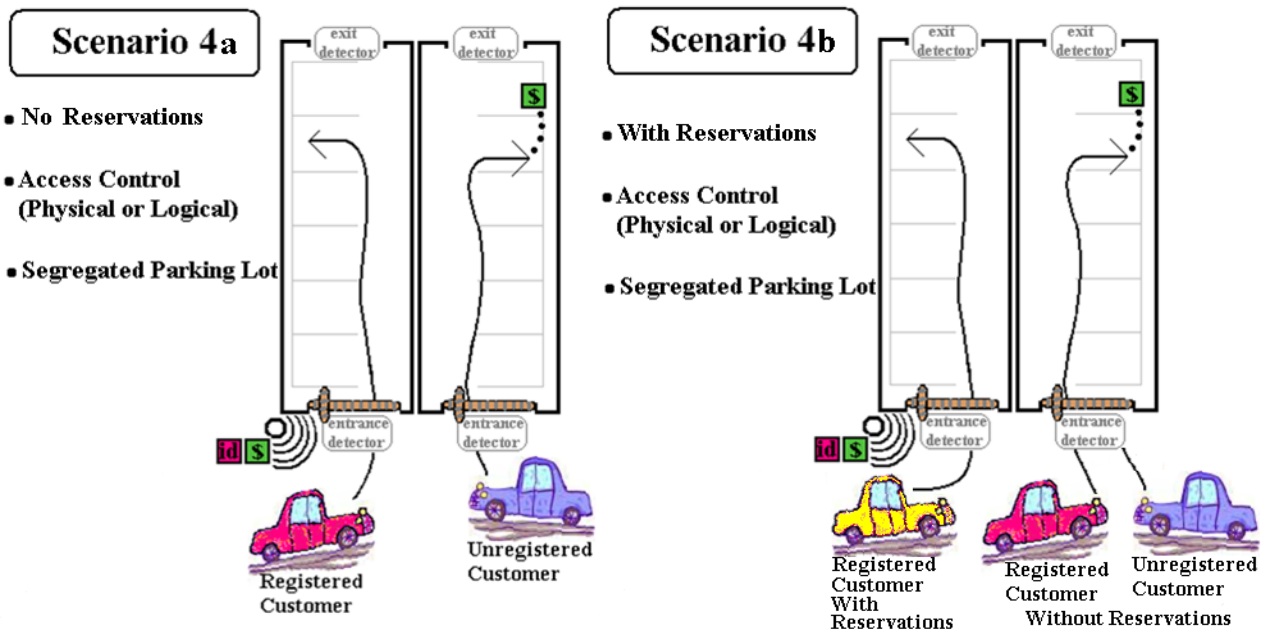 Scenario 4a
• No Reservations
• Access Control
(Physical or Logical)
• Segregated Parking Lot
exit
detector
exit
detector
$
entrance
detector
entrance
detector
id $
Registered
Customer
Unregistered
Customer
Scenario 4b
• With Reservations
• Access Control
(Physical or Logical)
• Segregated Parking Lot
exit
detector
exit
detector
$
entrance
detector
entrance
detector
id $
Registered
Customer
With
Reservations
Registered
Customer
Unregistered
Customer
Without Reservations